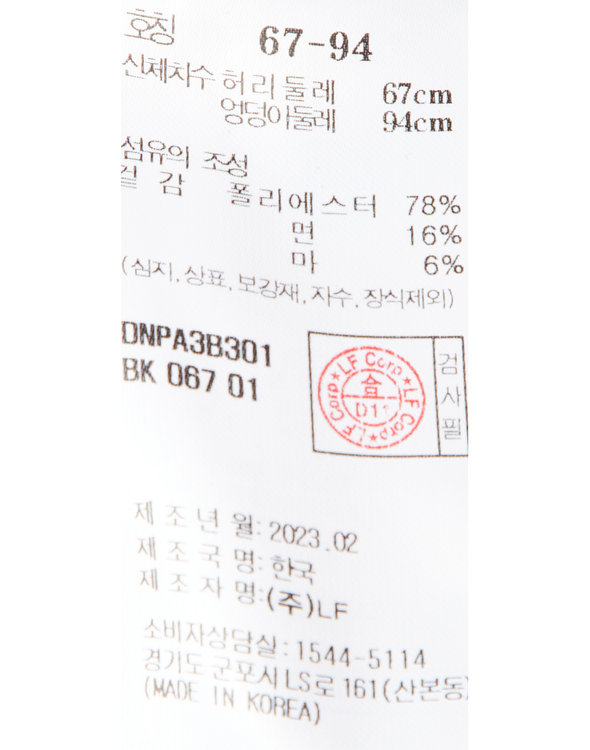 호칭 67-94
신체치수 허리둘레 67cm
엉덩이둘레 94cm
섬유의 조성
겉감 폴리에스터 78%
면 16%
마 6%
(심지, 상표, 보강재, 자수, 장식제외)
DNPA3B301
BK 067 01
LF Corp★LF Corp★LF Corp★
合
D11
검사필
제조년월: 2023.02
제조국명: 한국
제조자명:(주)LF
소비자상담실: 1544-5114
경기도 군포시 LS로 161(산본동)
(MADE IN KOREA)